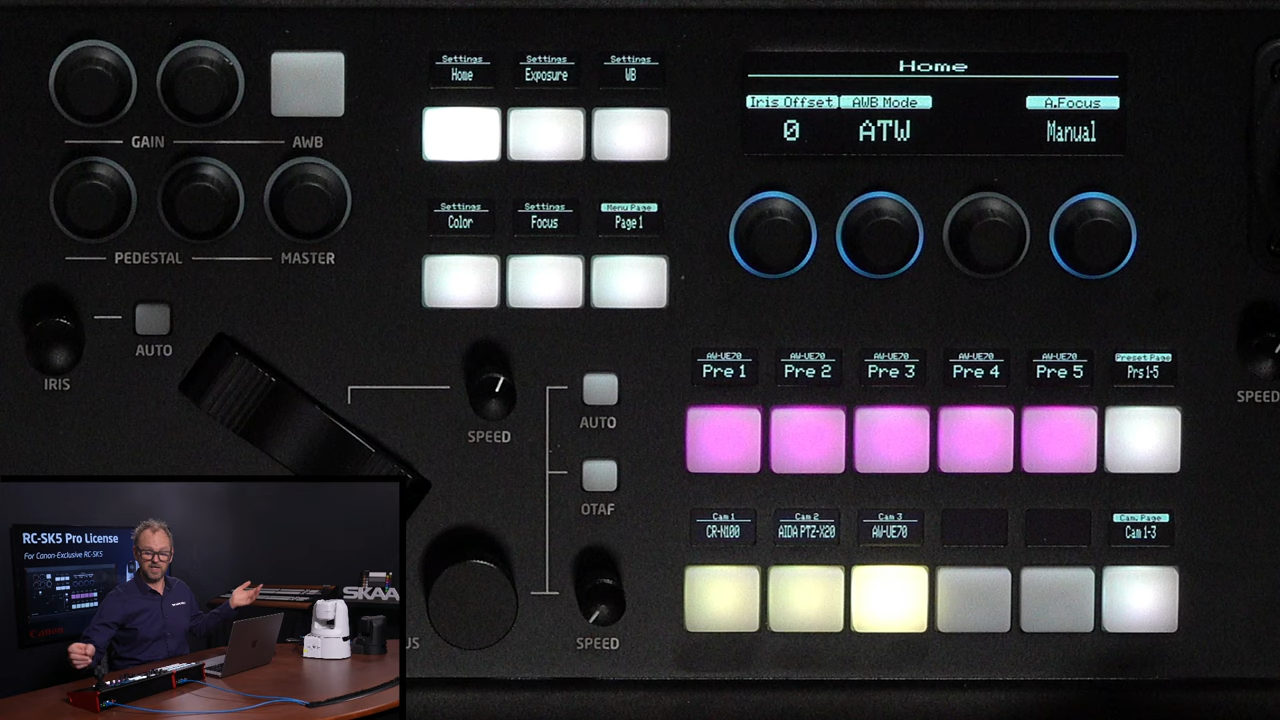 GAIN
AWB
PEDESTAL
MASTER
IRIS
AUTO
Settings
Home
Settings
Exposure
Settings
WB
Settings
Color
Settings
Focus
Menu Page
Page 1
Home
Iris Offset
AWB Mode
A.Focus
0
ATW
Manual
SPEED
AUTO
OTAF
SPEED
US
SPEED
AW-UE70
Pre 1
AW-UE70
Pre 2
AW-UE70
Pre 3
AW-UE70
Pre 4
AW-UE70
Pre 5
Preset Page
Prs1-5
Cam 1
CR-N100
Cam 2
AIDA PTZ-X20
Cam 3
AW-UE70
Cam. Page
Cam 1-3
RC-SK5 Pro License
For Canon-Exclusive RC-SK5
Canon
SKAA